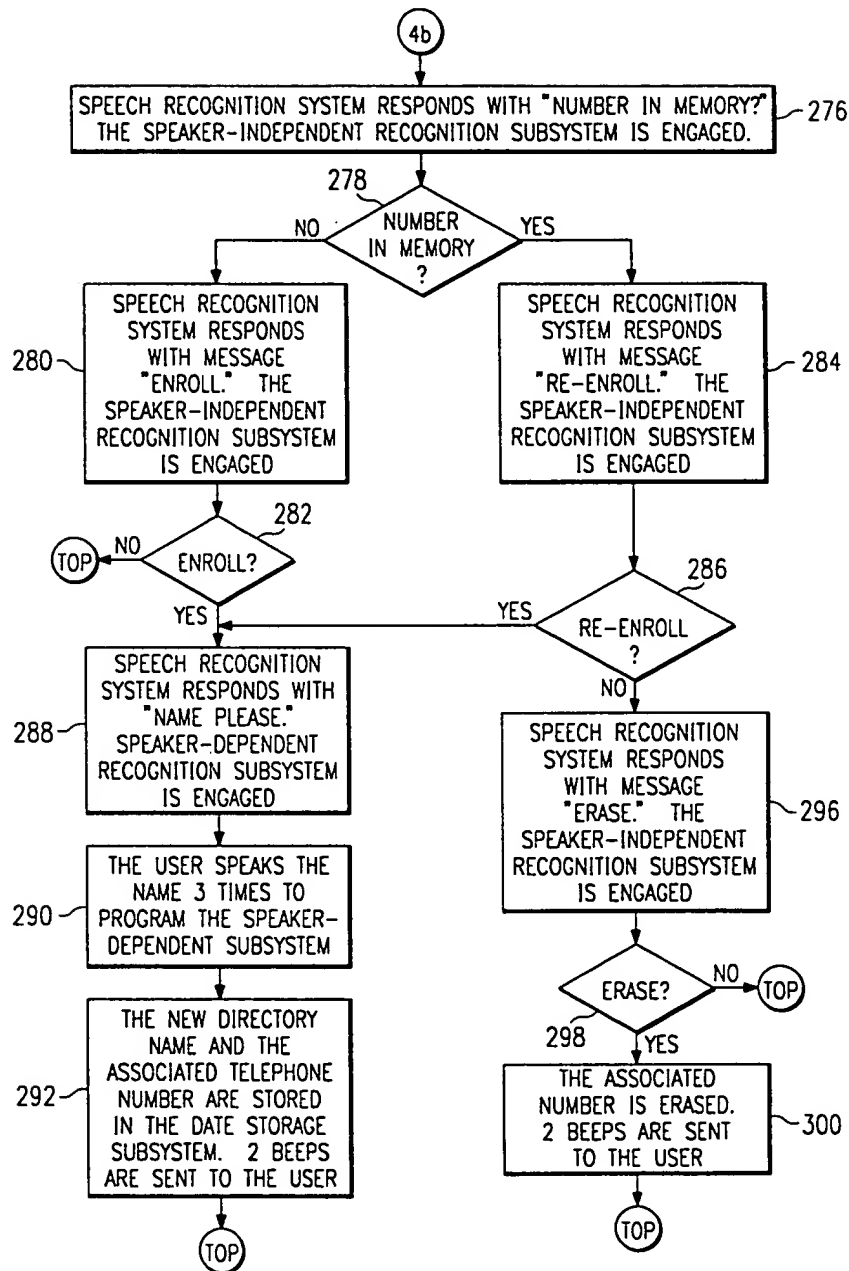 4b
SPEECH RECOGNITION SYSTEM RESPONDS WITH "NUMBER IN MEMORY?"
THE SPEAKER-INDEPENDENT RECOGNITION SUBSYSTEM IS ENGAGED.
276
278
NUMBER
IN MEMORY
?
NO
YES
SPEECH RECOGNITION
SYSTEM RESPONDS
WITH MESSAGE
"ENROLL." THE
SPEAKER-INDEPENDENT
RECOGNITION SUBSYSTEM
IS ENGAGED
280
SPEECH RECOGNITION
SYSTEM RESPONDS
WITH MESSAGE
"RE-ENROLL." THE
SPEAKER-INDEPENDENT
RECOGNITION SUBSYSTEM
IS ENGAGED
284
282
ENROLL?
NO
TOP
YES
286
RE-ENROLL
?
YES
NO
SPEECH RECOGNITION
SYSTEM RESPONDS WITH
"NAME PLEASE."
SPEAKER-DEPENDENT
RECOGNITION SUBSYSTEM
IS ENGAGED
288
SPEECH RECOGNITION
SYSTEM RESPONDS
WITH MESSAGE
"ERASE." THE
SPEAKER-INDEPENDENT
RECOGNITION SUBSYSTEM
IS ENGAGED
296
THE USER SPEAKS THE
NAME 3 TIMES TO
PROGRAM THE SPEAKER-
DEPENDENT SUBSYSTEM
290
ERASE?
NO
TOP
298
YES
THE NEW DIRECTORY
NAME AND THE
ASSOCIATED TELEPHONE
NUMBER ARE STORED
IN THE DATE STORAGE
SUBSYSTEM. 2 BEEPS
ARE SENT TO THE USER
292
THE ASSOCIATED
NUMBER IS ERASED.
2 BEEPS ARE SENT
TO THE USER
300
TOP
TOP